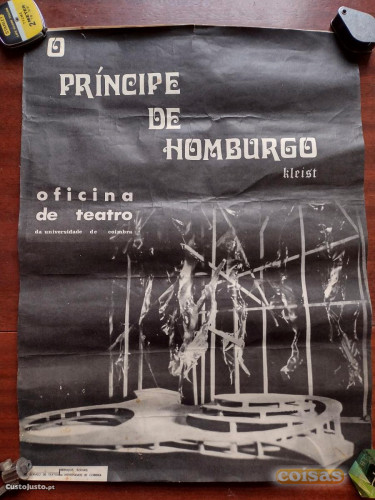 O
PRÍNCIPE
DE
HOMBURGO
kleist
oficina
de teatro
da universidade de coimbra
coisas
CustoJusto.pt